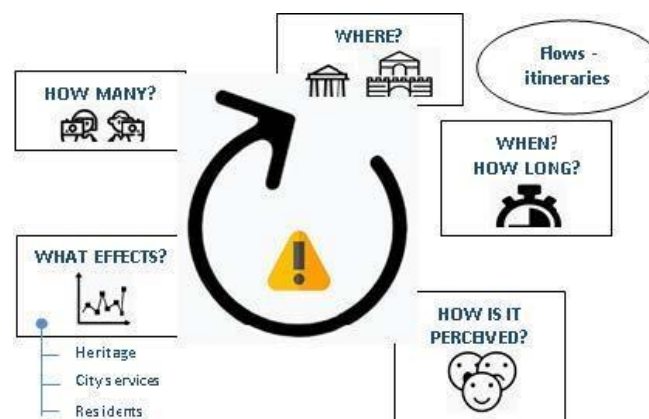 WHERE?
Flows -
itineraries
HOW MANY?
WHEN?
HOW LONG?
WHAT EFFECTS?
Heritage
City services
Residents
HOW IS IT
PERCEIVED?